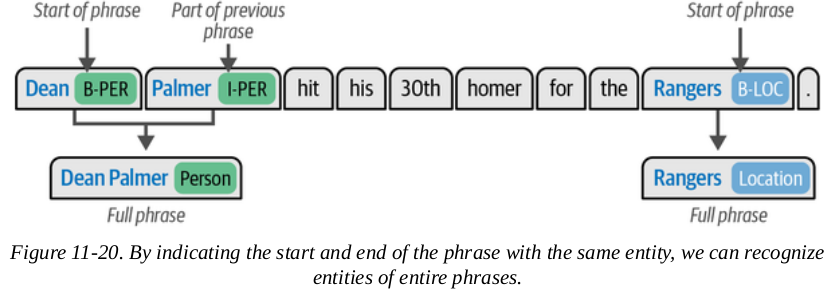 Start of phrase
Part of previous
phrase
Start of phrase
Dean B-PER Palmer I-PER hit his 30th homer for the Rangers B-LOC .
Dean Palmer Person
Rangers Location
Full phrase
Full phrase
Figure 11-20. By indicating the start and end of the phrase with the same entity, we can recognize
entities of entire phrases.